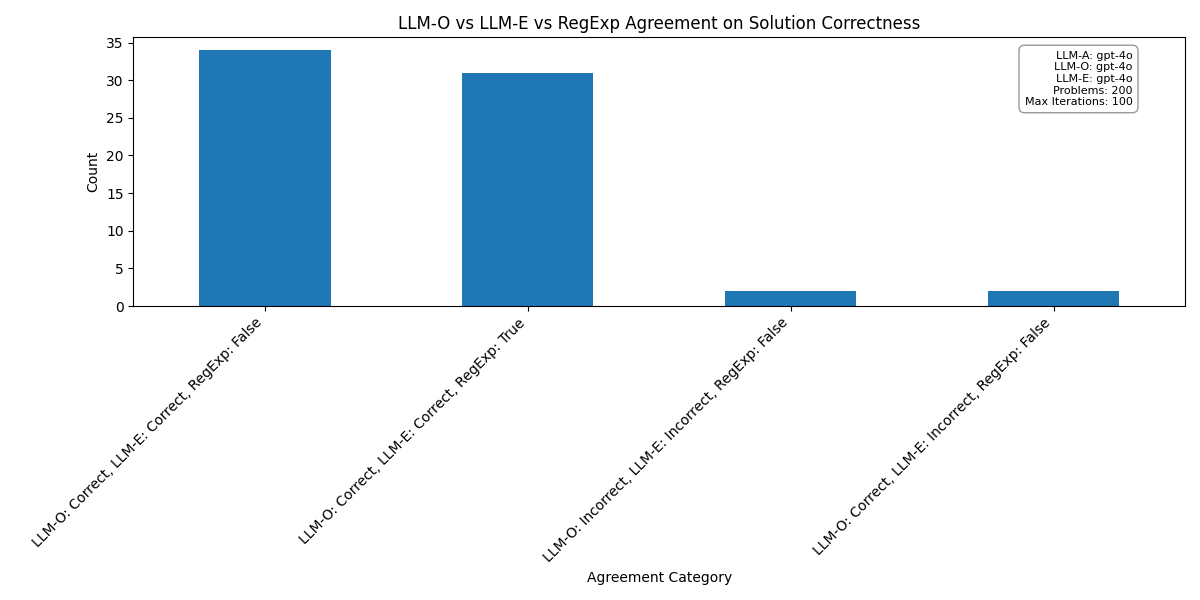 LLM-O vs LLM-E vs RegExp Agreement on Solution Correctness
35
30
25
20
15
10
5
0
Count
LLM-A: gpt-4o
LLM-O: gpt-4o
LLM-E: gpt-4o
Problems: 200
Max Iterations: 100
LLM-O: Correct, LLM-E: Correct, RegExp: False
LLM-O: Correct, LLM-E: Correct, RegExp: True
LLM-O: Incorrect, LLM-E: Incorrect, RegExp: False
LLM-O: Correct, LLM-E: Incorrect, RegExp: False
Agreement Category